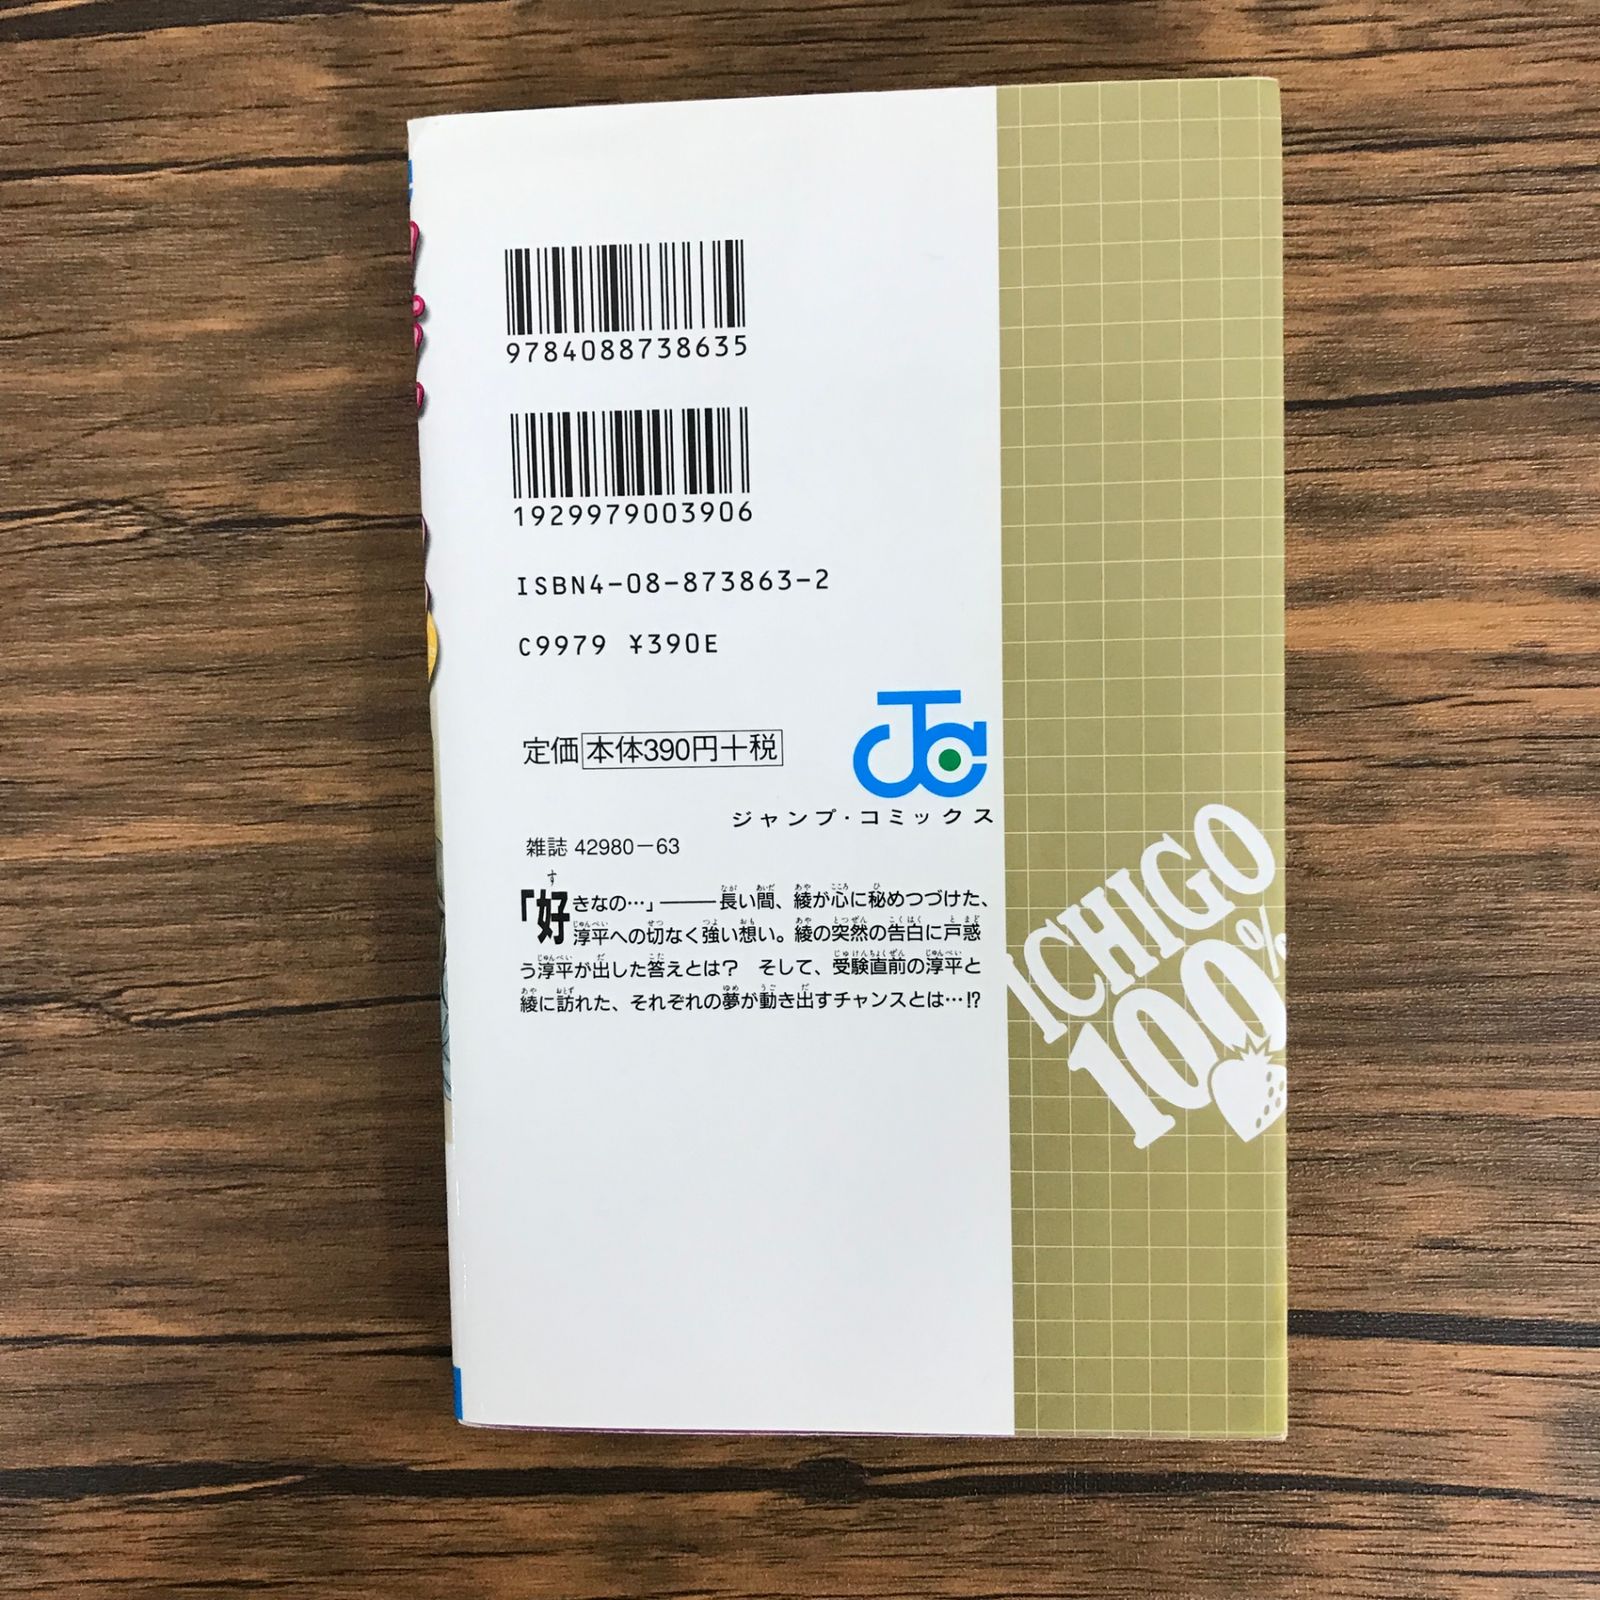 9784088738635
1929979003906
ISBN4-08-873863-2
C9979 ¥390E
定価 本体390円+税
ジャンプ・コミックス
雑誌 42980-63
「好きなの…」―――長い間、綾が心に秘めつづけた、
淳平への切なく強い想い。綾の突然の告白に戸惑
う淳平が出した答えとは？ そして、受験直前の淳平と
綾に訪れた、それぞれの夢が動き出すチャンスとは…!?
ICHIGO
100%